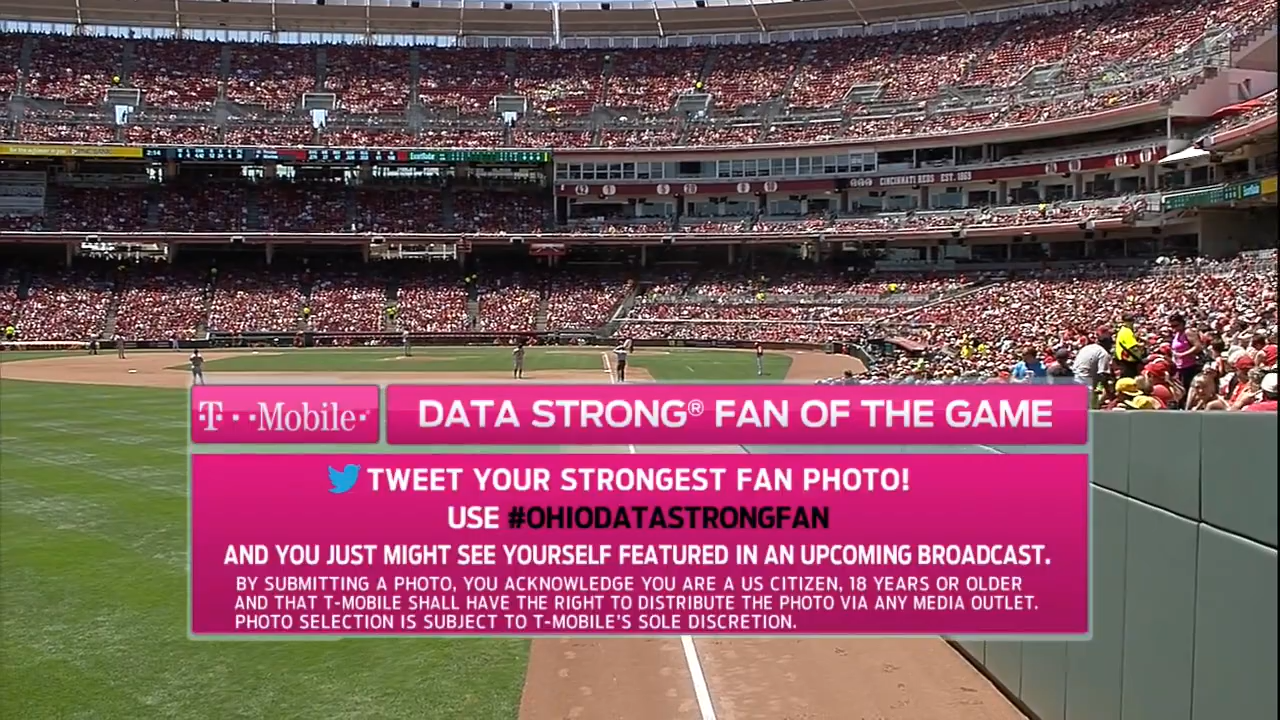 CINCINNATI REDS EST. 1869
T··Mobile·
DATA STRONG® FAN OF THE GAME
TWEET YOUR STRONGEST FAN PHOTO!
USE #OHIODATASTRONGFAN
AND YOU JUST MIGHT SEE YOURSELF FEATURED IN AN UPCOMING BROADCAST.
BY SUBMITTING A PHOTO, YOU ACKNOWLEDGE YOU ARE A US CITIZEN, 18 YEARS OR OLDER
AND THAT T-MOBILE SHALL HAVE THE RIGHT TO DISTRIBUTE THE PHOTO VIA ANY MEDIA OUTLET.
PHOTO SELECTION IS SUBJECT TO T-MOBILE'S SOLE DISCRETION.